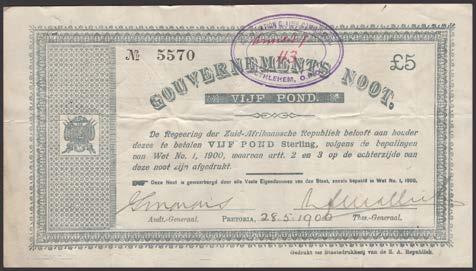 № 5570
£5
GOUVERNEMENTS NOOT.
VIJF POND.
De Regeering der Zuid-Afrikaansche Republiek belooft aan houder
dezes te betalen VIJF POND Sterling, volgens de bepalingen
van Wet No. 1, 1900, waarvan artt. 2 en 3 op de achterzijde van
deze noot zijn afgedrukt.
Deze Noot is gewaarborgd door alle Vaste Eigendommen van den Staat, zooals bepaald in Wet No. 1, 1900.
Audt.-Generaal.
PRETORIA, 28.5.1900
Thes.-Generaal.
Gedrukt ter Staatsdrukkerij van de Z. A. Republiek.
113
BETHLEHEM, O.R.C.